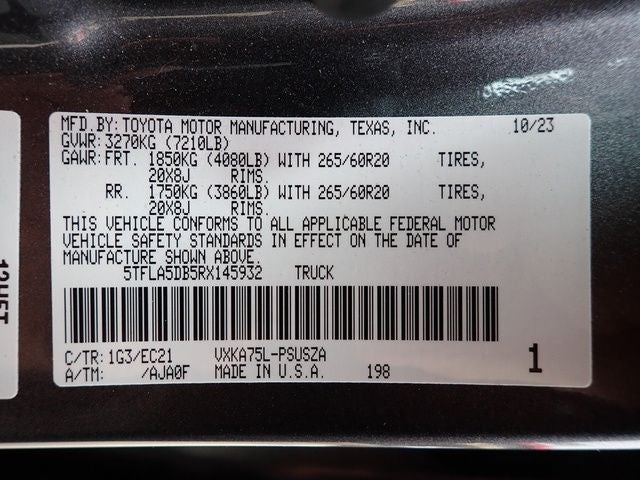 MFD.BY:TOYOTA MOTOR MANUFACTURING, TEXAS, INC. 10/23
GVWR:3270KG (7210LB)
GAWR:FRT. 1850KG (4080LB) WITH 265/60R20 TIRES,
20X8J RIMS.
RR. 1750KG (3860LB) WITH 265/60R20 TIRES,
20X8J RIMS.
THIS VEHICLE CONFORMS TO ALL APPLICABLE FEDERAL MOTOR
VEHICLE SAFETY STANDARDS IN EFFECT ON THE DATE OF
MANUFACTURE SHOWN ABOVE.
5TFLA5DB5RX145932 TRUCK
C/TR:1G3/EC21 VXKA75L-PSUSZA 1
A/TM: /AJA0F MADE IN U.S.A. 198